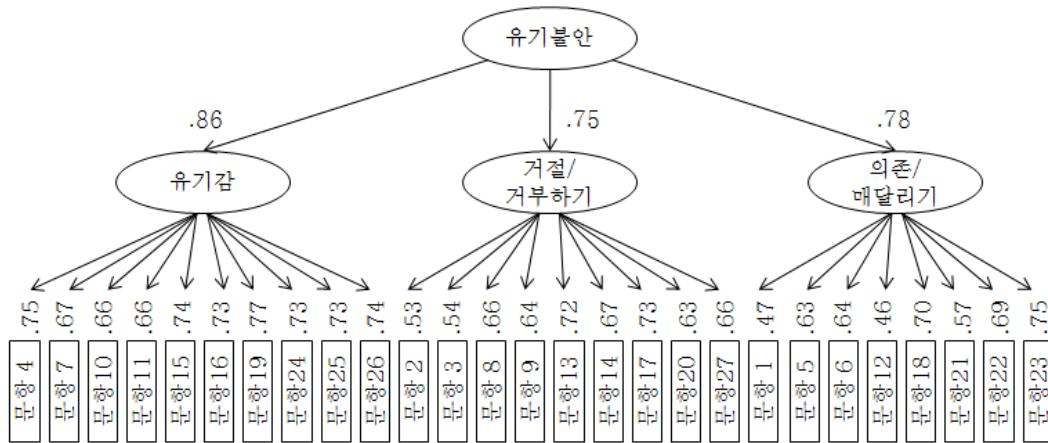 유기불안
.86 .75 .78
유기감
거절/
거부하기
의존/
매달리기
.75 .67 .66 .66 .74 .73 .77 .73 .73 .74 .53 .54 .66 .64 .72 .67 .73 .63 .66 .47 .63 .64 .46 .70 .57 .69 .75
문항 4 문항 7 문항10 문항11 문항15 문항16 문항19 문항24 문항25 문항26 문항 2 문항 3 문항 8 문항 9 문항13 문항14 문항17 문항20 문항27 문항 1 문항 5 문항 6 문항12 문항18 문항21 문항22 문항23